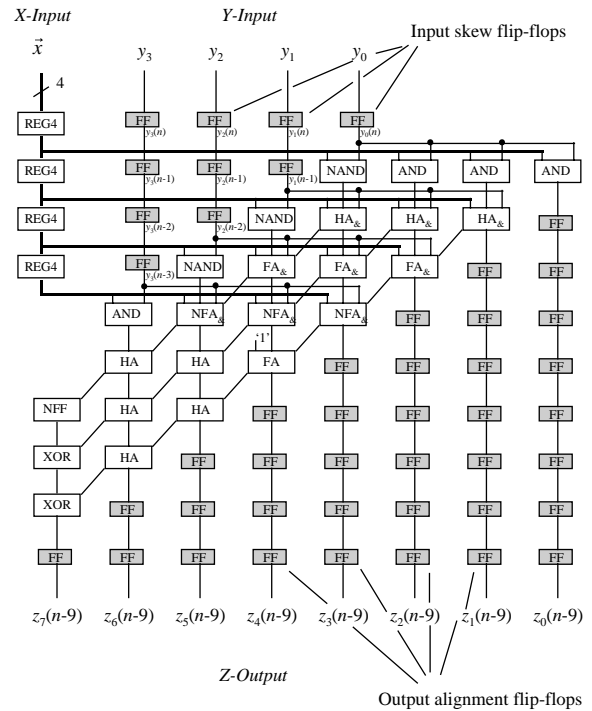 X-Input Y-Input
x y3 y2 y1 y0 Input skew flip-flops
4
REG4 FF FF FF FF
y3(n) y2(n) y1(n) y0(n)
REG4 FF FF FF NAND AND AND AND
y3(n-1) y2(n-1) y1(n-1)
REG4 FF FF NAND HA& HA& HA& FF
y3(n-2) y2(n-2)
REG4 FF NAND FA& FA& FA& FF FF
y3(n-3)
AND NFA& NFA& NFA& FF FF FF
'1'
HA HA FA FF FF FF FF
NFF HA HA FF FF FF FF FF
XOR HA FF FF FF FF FF FF
XOR FF FF FF FF FF FF FF
FF FF FF FF FF FF FF FF
z7(n-9) z6(n-9) z5(n-9) z4(n-9) z3(n-9) z2(n-9) z1(n-9) z0(n-9)
Z-Output
Output alignment flip-flops